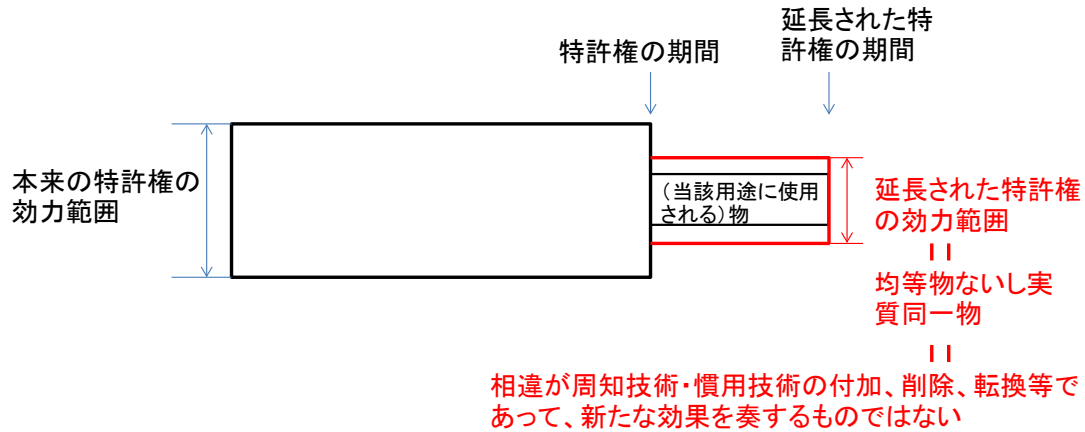 特許権の期間
延長された特
許権の期間
本来の特許権の
効力範囲
（当該用途に使用
される）物
延長された特許権
の効力範囲
均等物ないし実
質同一物
相違が周知技術・慣用技術の付加、削除、転換等で
あって、新たな効果を奏するものではない